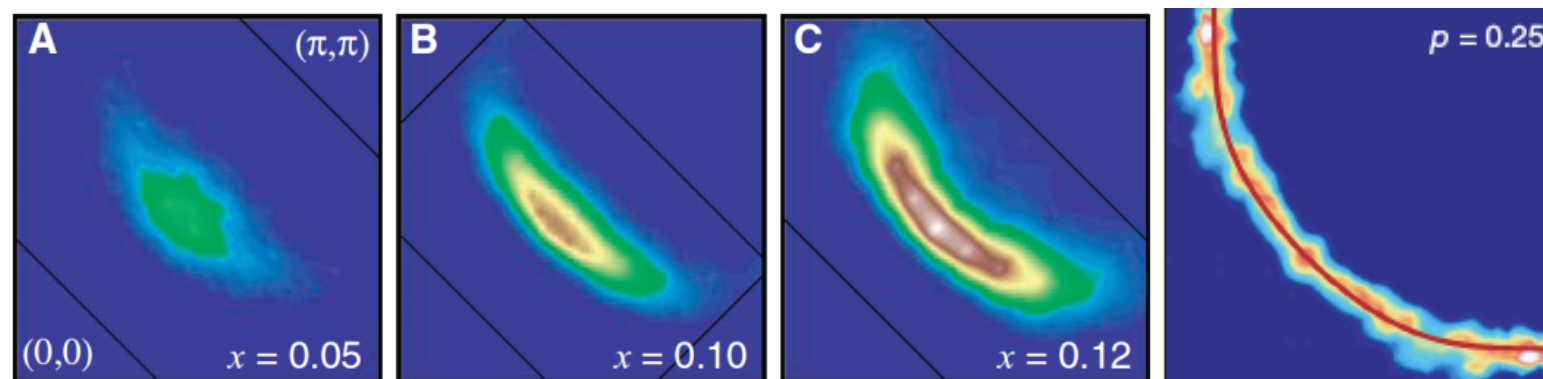 A
(π,π)
(0,0)
x = 0.05
B
x = 0.10
C
x = 0.12
p = 0.25